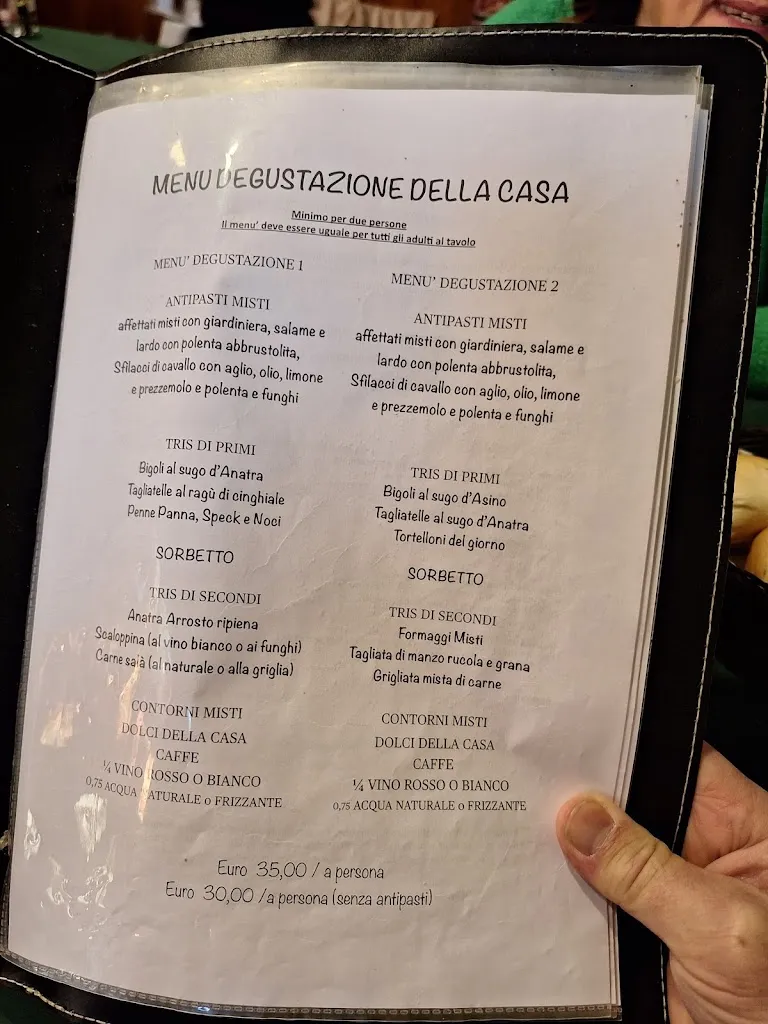 MENU DEGUSTAZIONE DELLA CASA
Minimo per due persone
Il menu' deve essere uguale per tutti gli adulti al tavolo
MENU' DEGUSTAZIONE 1
ANTIPASTI MISTI
affettati misti con giardiniera, salame e
lardo con polenta abbrustolita,
Sfilacci di cavallo con aglio, olio, limone
e prezzemolo e polenta e funghi
TRIS DI PRIMI
Bigoli al sugo d'Anatra
Tagliatelle al ragù di cinghiale
Penne Panna, Speck e Noci
SORBETTO
TRIS DI SECONDI
Anatra Arrosto ripiena
Scaloppina (al vino bianco o ai funghi)
Carne salà (al naturale o alla griglia)
CONTORNI MISTI
DOLCI DELLA CASA
CAFFE
¼ VINO ROSSO O BIANCO
0,75 ACQUA NATURALE o FRIZZANTE
MENU' DEGUSTAZIONE 2
ANTIPASTI MISTI
affettati misti con giardiniera, salame e
lardo con polenta abbrustolita,
Sfilacci di cavallo con aglio, olio, limone
e prezzemolo e polenta e funghi
TRIS DI PRIMI
Bigoli al sugo d'Asino
Tagliatelle al sugo d'Anatra
Tortelloni del giorno
SORBETTO
TRIS DI SECONDI
Formaggi Misti
Tagliata di manzo rucola e grana
Grigliata mista di carne
CONTORNI MISTI
DOLCI DELLA CASA
CAFFE
¼ VINO ROSSO O BIANCO
0,75 ACQUA NATURALE o FRIZZANTE
Euro 35,00 / a persona
Euro 30,00 /a persona (senza antipasti)